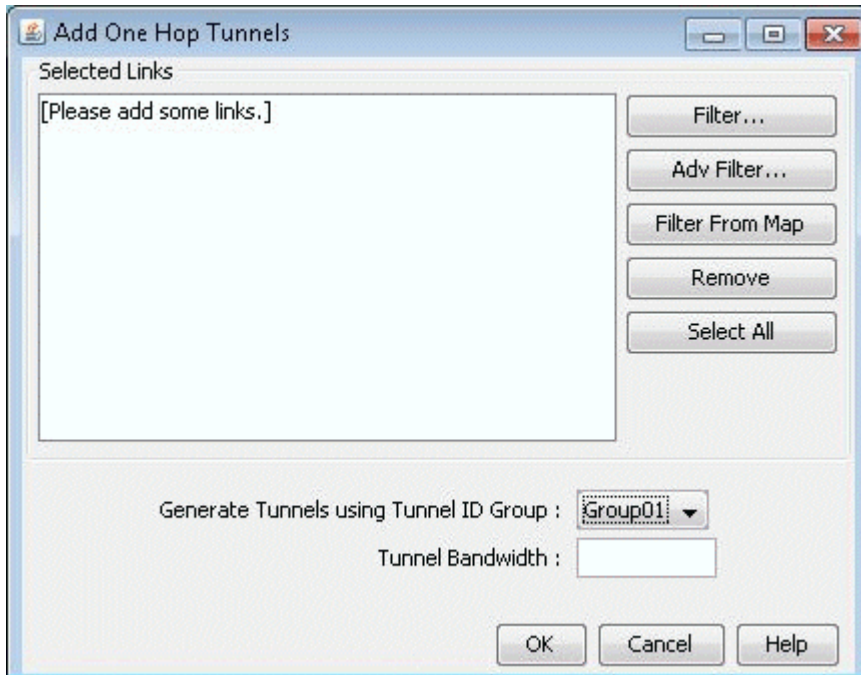 Add One Hop Tunnels
Selected Links
[Please add some links.]
Filter...
Adv Filter...
Filter From Map
Remove
Select All
Generate Tunnels using Tunnel ID Group : Group01
Tunnel Bandwidth :
OK Cancel Help